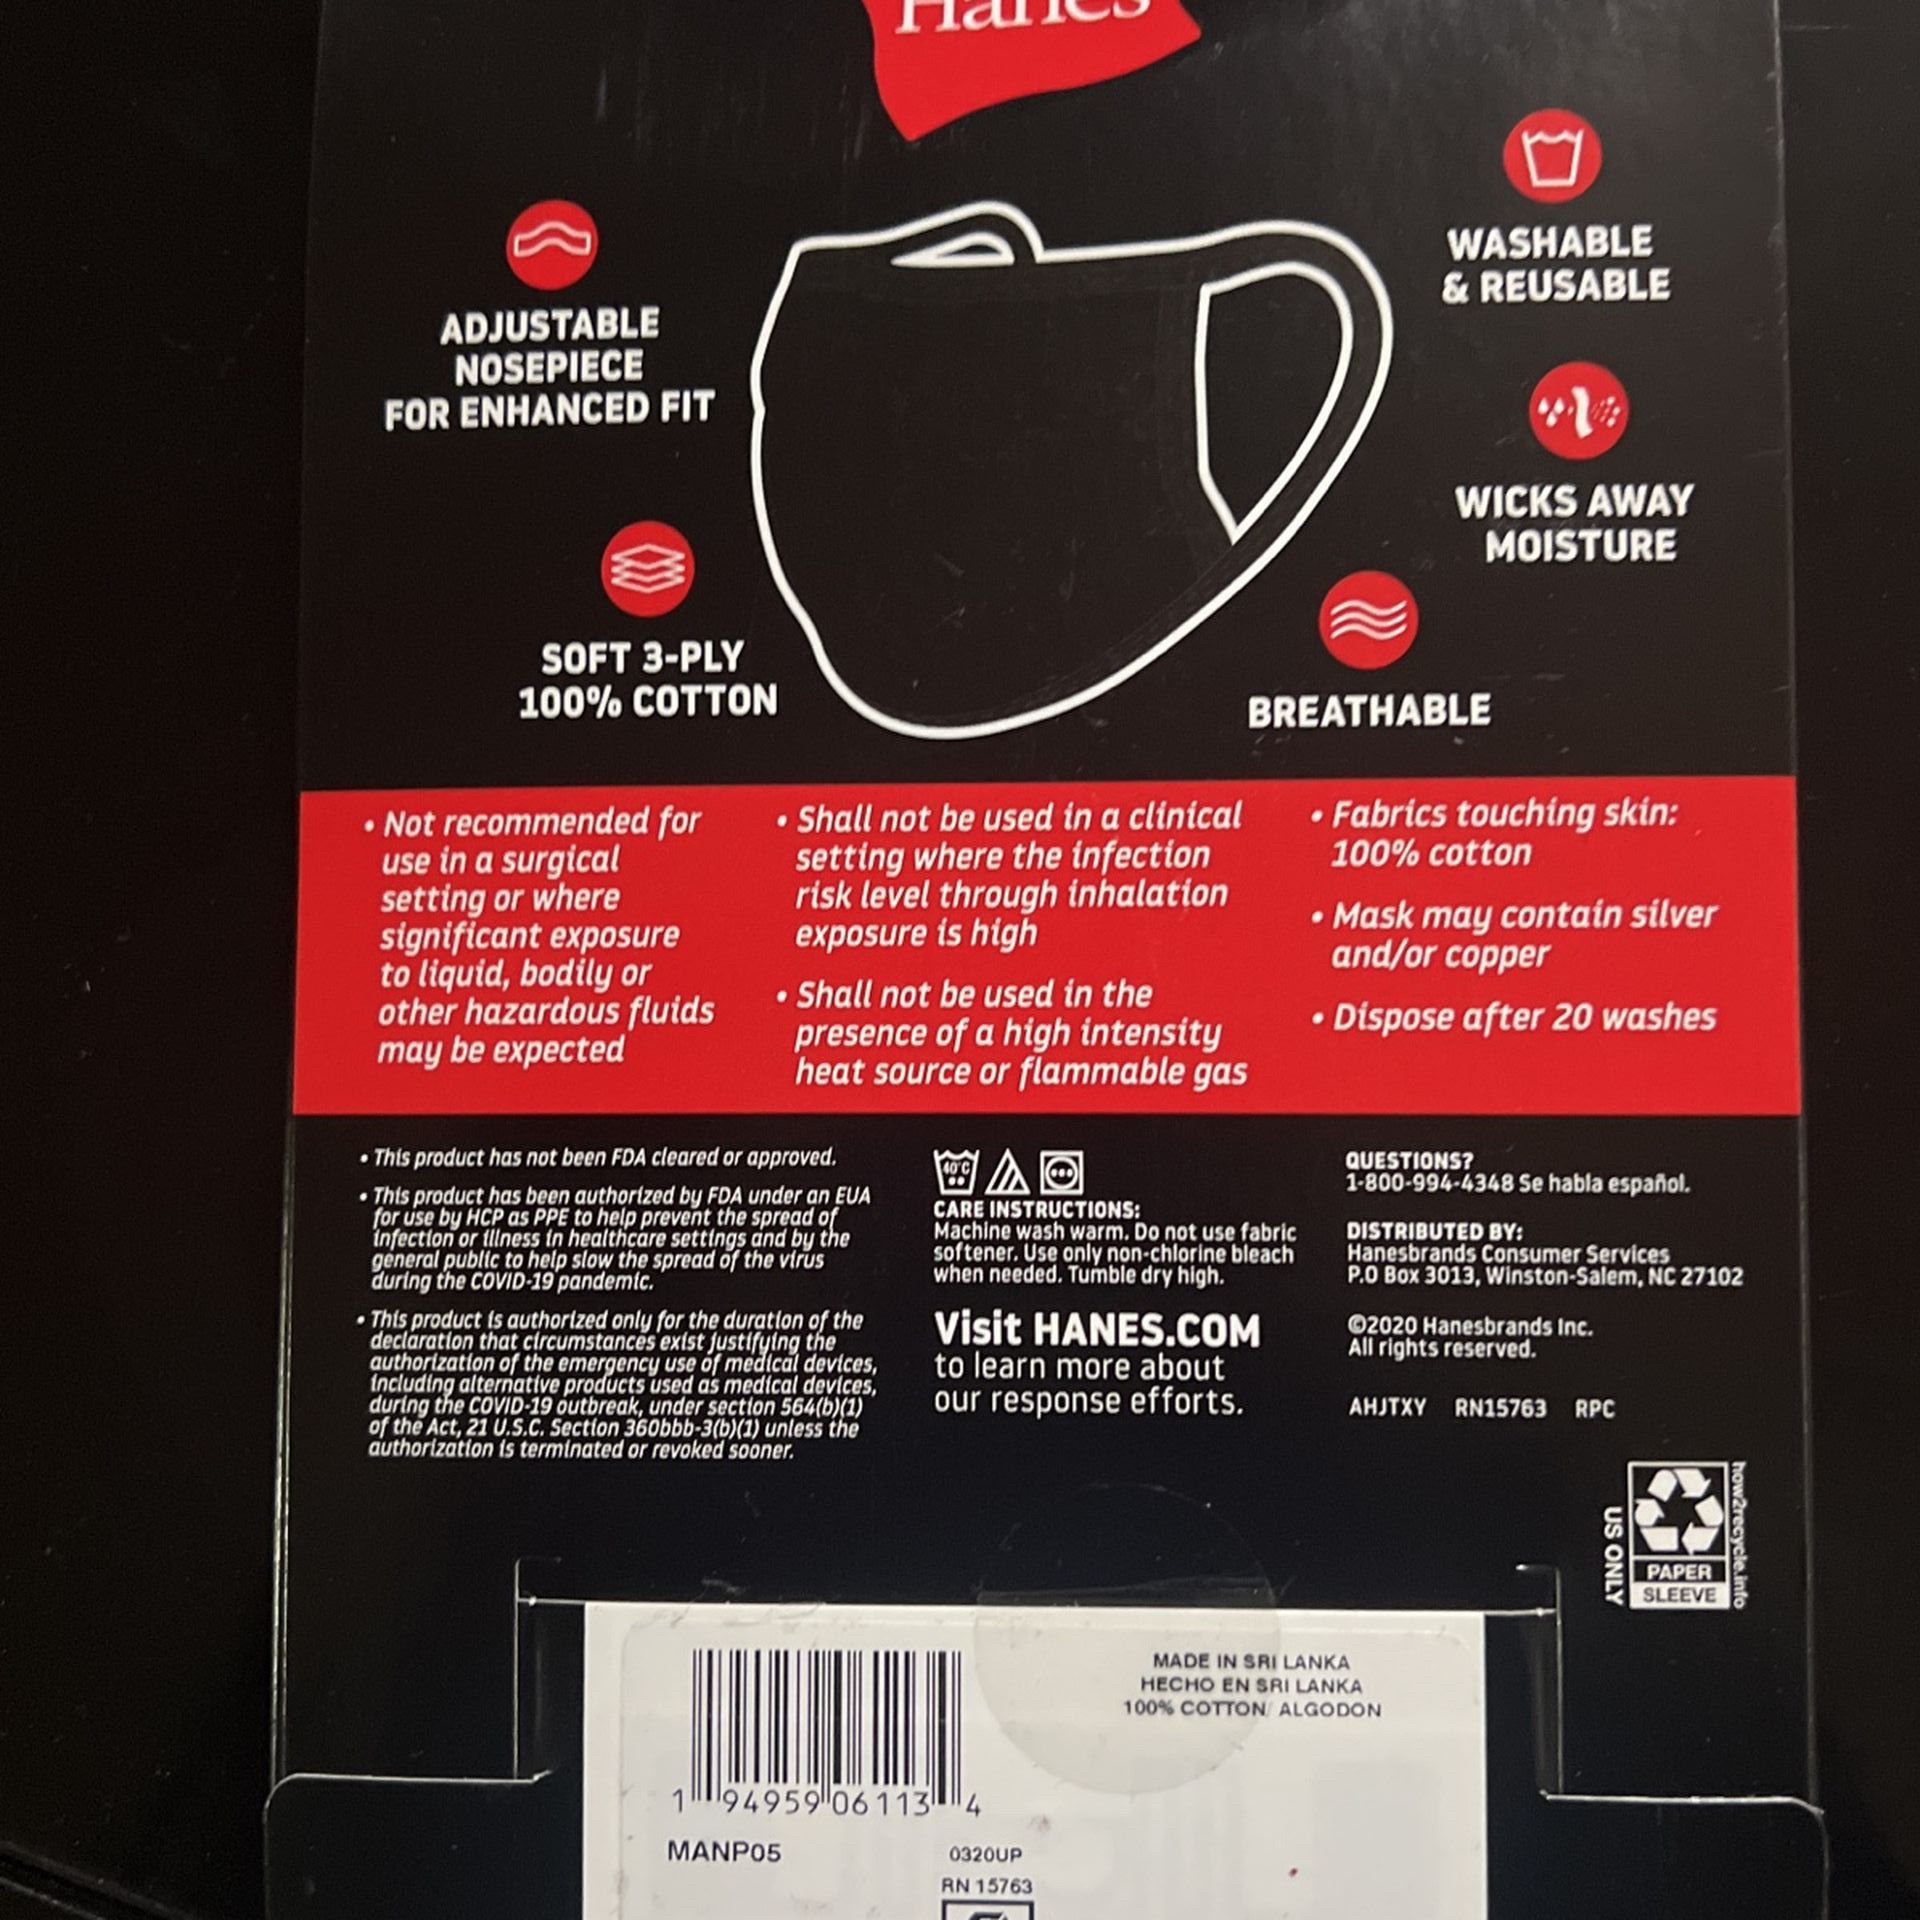 Hanes
ADJUSTABLE
NOSEPIECE
FOR ENHANCED FIT
SOFT 3-PLY
100% COTTON
WASHABLE
& REUSABLE
WICKS AWAY
MOISTURE
BREATHABLE
• Not recommended for
use in a surgical
setting or where
significant exposure
to liquid, bodily or
other hazardous fluids
may be expected
• Shall not be used in a clinical
setting where the infection
risk level through inhalation
exposure is high
• Shall not be used in the
presence of a high intensity
heat source or flammable gas
• Fabrics touching skin:
100% cotton
• Mask may contain silver
and/or copper
• Dispose after 20 washes
• This product has not been FDA cleared or approved.
• This product has been authorized by FDA under an EUA
for use by HCP as PPE to help prevent the spread of
infection or illness in healthcare settings and by the
general public to help slow the spread of the virus
during the COVID-19 pandemic.
• This product is authorized only for the duration of the
declaration that circumstances exist justifying the
authorization of the emergency use of medical devices,
including alternative products used as medical devices,
during the COVID-19 outbreak, under section 564(b)(1)
of the Act, 21 U.S.C. Section 360bbb-3(b)(1) unless the
authorization is terminated or revoked sooner.
40°C
CARE INSTRUCTIONS:
Machine wash warm. Do not use fabric
softener. Use only non-chlorine bleach
when needed. Tumble dry high.
Visit HANES.COM
to learn more about
our response efforts.
QUESTIONS?
1-800-994-4348 Se habla español.
DISTRIBUTED BY:
Hanesbrands Consumer Services
P.O Box 3013, Winston-Salem, NC 27102
©2020 Hanesbrands Inc.
All rights reserved.
AHJTXY RN15763 RPC
US ONLY
PAPER
SLEEVE
how2recycle.info
MADE IN SRI LANKA
HECHO EN SRI LANKA
100% COTTON/ ALGODON
1 94959 06113 4
MANP05
0320UP
RN 15763